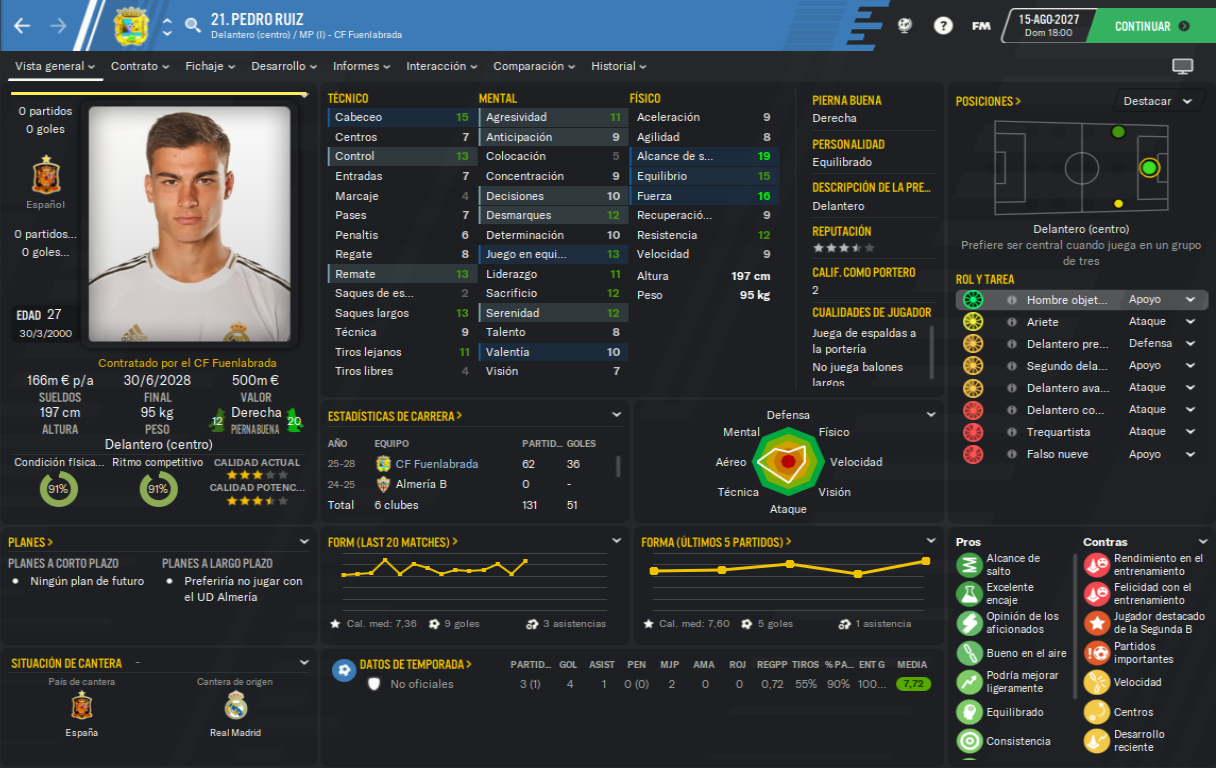 21. PEDRO RUIZ
Delantero (centro) / MP (I) - CF Fuenlabrada
?
FM
15-AGO-2027
Dom 18:00
CONTINUAR
Vista general
Contrato
Fichaje
Desarrollo
Informes
Interacción
Comparación
Historial
0 partidos
0 goles
Español
0 partidos...
0 goles...
EDAD 27
30/3/2000
Contratado por el CF Fuenlabrada
166m € p/a
30/6/2028
500m €
SUELDOS
FINAL
VALOR
197 cm
95 kg
12
Derecha
20
ALTURA
PESO
PIERNA BUENA
Delantero (centro)
Condición física...
Ritmo competitivo
CALIDAD ACTUAL
91%
91%
CALIDAD POTENC...
TÉCNICO
Cabeceo 15
Centros 7
Control 13
Entradas 7
Marcaje 4
Pases 7
Penaltis 6
Regate 8
Remate 13
Saques de es... 2
Saques largos 13
Técnica 9
Tiros lejanos 11
Tiros libres 4
MENTAL
Agresividad 11
Anticipación 9
Colocación 5
Concentración 9
Decisiones 10
Desmarques 12
Determinación 10
Juego en equi... 13
Liderazgo 11
Sacrificio 12
Serenidad 12
Talento 8
Valentía 10
Visión 7
FÍSICO
Aceleración 9
Agilidad 8
Alcance de s... 19
Equilibrio 15
Fuerza 16
Recuperació... 9
Resistencia 12
Velocidad 9
Altura 197 cm
Peso 95 kg
PIERNA BUENA
Derecha
PERSONALIDAD
Equilibrado
DESCRIPCIÓN DE LA PRE...
Delantero
REPUTACIÓN
CALIF. COMO PORTERO
2
CUALIDADES DE JUGADOR
Juega de espaldas a
la portería
No juega balones
largos
POSICIONES >
Destacar
Delantero (centro)
Prefiere ser central cuando juega en un grupo
de tres
ROL Y TAREA
Hombre objet... Apoyo
Ariete Ataque
Delantero pre... Defensa
Segundo dela... Apoyo
Delantero ava... Ataque
Delantero co... Ataque
Trequartista Ataque
Falso nueve Apoyo
ESTADÍSTICAS DE CARRERA >
AÑO EQUIPO PARTID... GOLES
25-28 CF Fuenlabrada 62 36
24-25 Almería B 0 -
Total 6 clubes 131 51
Defensa
Mental
Físico
Aéreo
Velocidad
Técnica
Visión
Ataque
PLANES >
PLANES A CORTO PLAZO
Ningún plan de futuro
PLANES A LARGO PLAZO
Preferiría no jugar con
el UD Almería
FORM (LAST 20 MATCHES) >
Cal. med: 7,36
9 goles
3 asistencias
FORMA (ÚLTIMOS 5 PARTIDOS) >
Cal. med: 7,60
5 goles
1 asistencia
Pros
Alcance de
salto
Excelente
encaje
Opinión de los
aficionados
Bueno en el aire
Podría mejorar
ligeramente
Equilibrado
Consistencia
Contras
Rendimiento en el
entrenamiento
Felicidad con el
entrenamiento
Jugador destacado
de la Segunda B
Partidos
importantes
Velocidad
Centros
Desarrollo
reciente
SITUACIÓN DE CANTERA -
País de cantera
España
Cantera de origen
Real Madrid
DATOS DE TEMPORADA > PARTID... GOL ASIST PEN MJP AMA ROJ REGPP TIROS % PA... ENT G MEDIA
No oficiales 3 (1) 4 1 0 (0) 2 0 0 0,72 55% 90% 100... 7,72